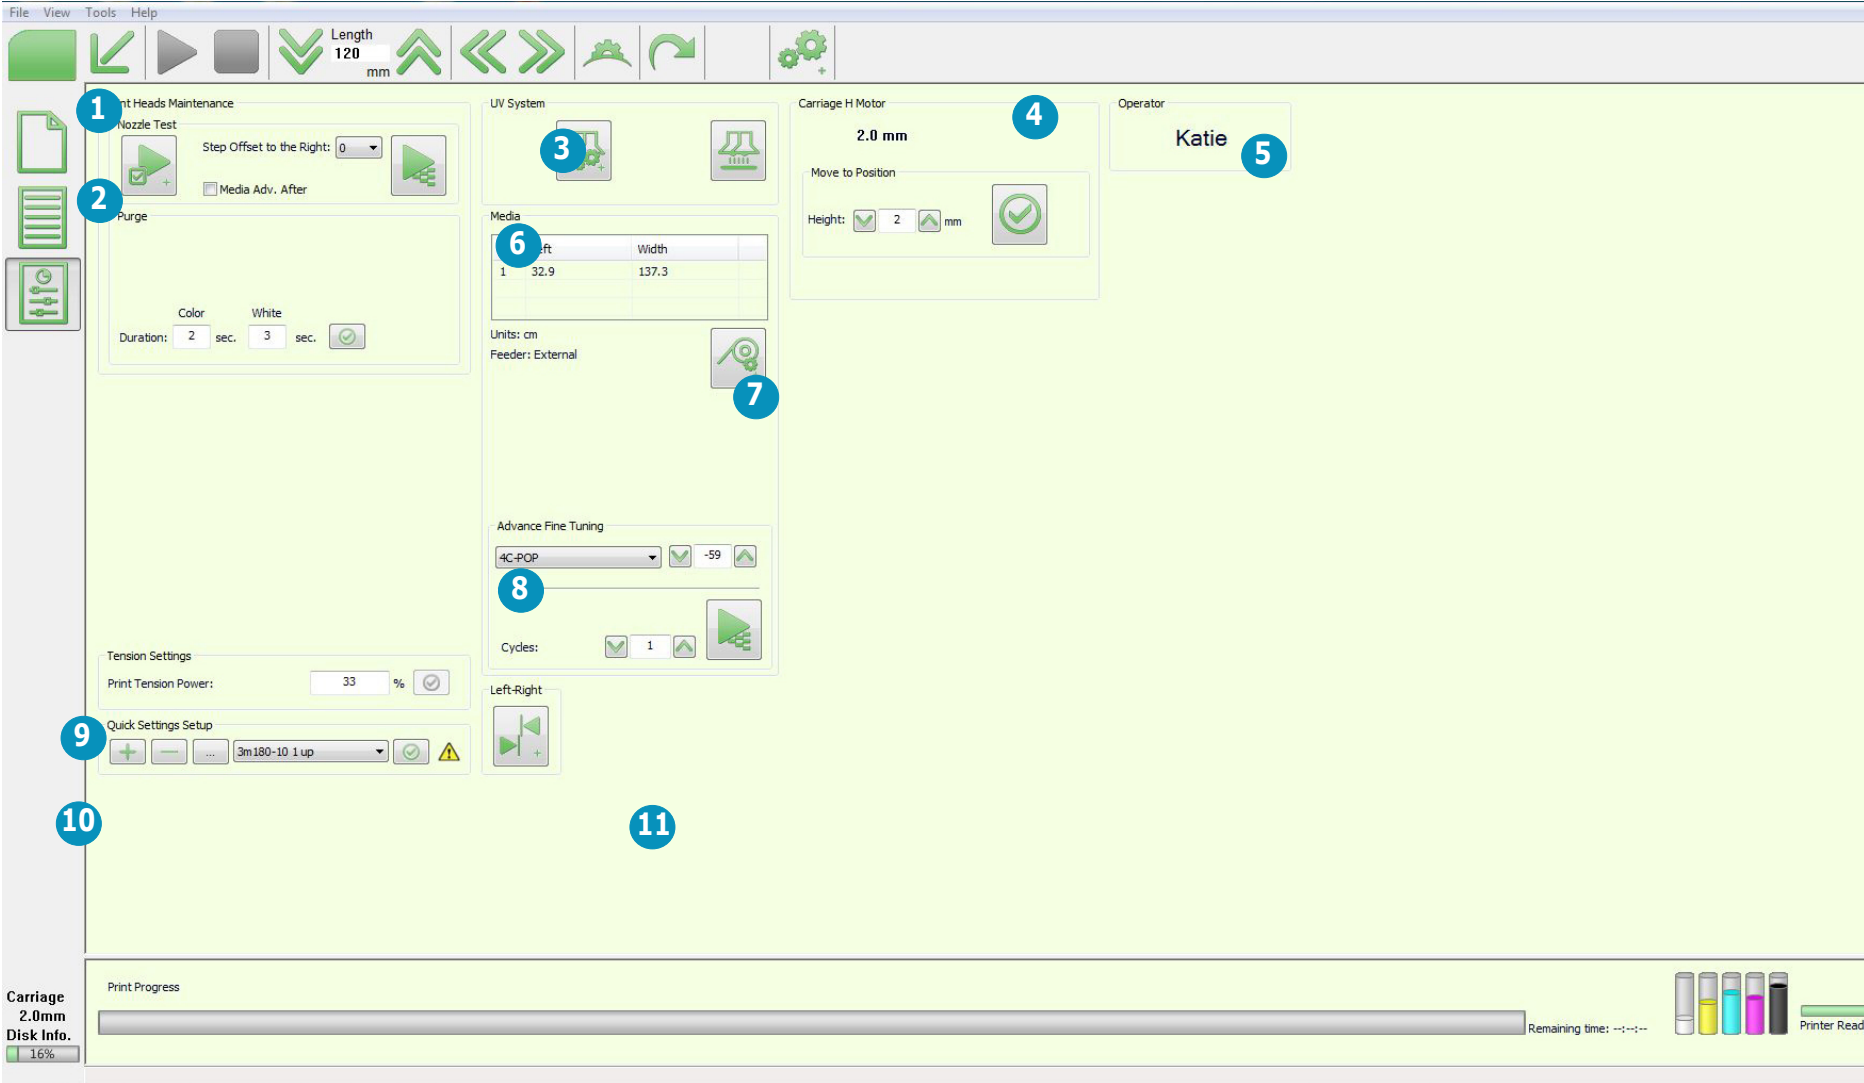 File View Tools Help
Length
120
mm
1
nt Heads Maintenance
Nozzle Test
Step Offset to the Right: 0
Media Adv. After
2
Purge
Color White
Duration: 2 sec. 3 sec.
UV System
3
Carriage H Motor
4
2.0 mm
Move to Position
Height: 2 mm
Operator
Katie
5
Media
6
ft Width
1 32.9 137.3
Units: cm
Feeder: External
7
Advance Fine Tuning
4C-POP -59
8
Cycles: 1
Tension Settings
Print Tension Power: 33 %
Quick Settings Setup
9
... 3m180-10 1 up
Left-Right
10
11
Carriage
2.0mm
Disk Info.
16%
Print Progress
Remaining time: --:--:--
Printer Read